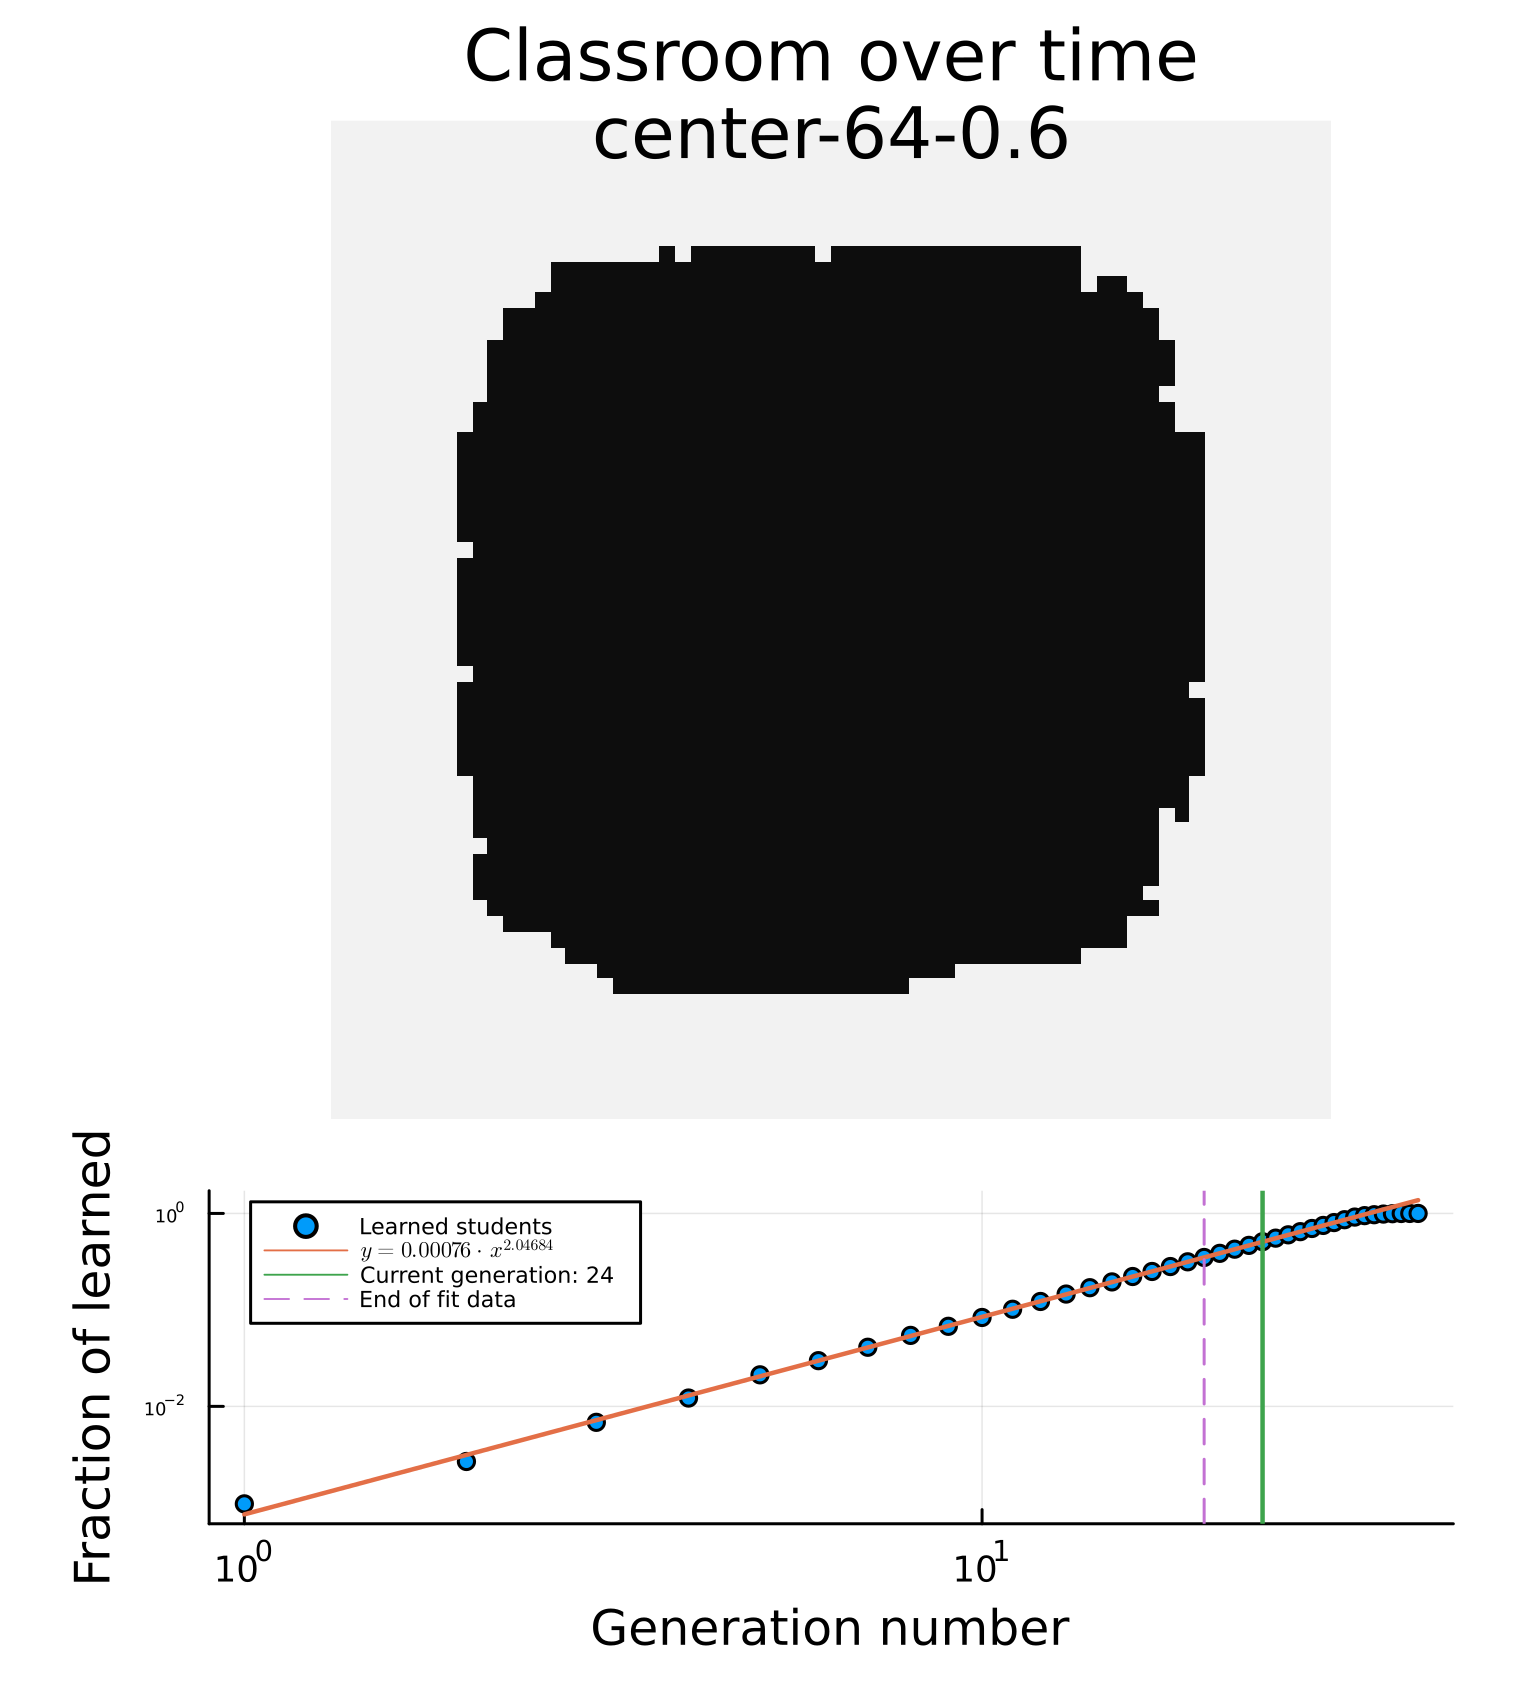 Classroom over time
center-64-0.6
Fraction of learned
10⁰
10⁻²
Learned students
y = 0.00076 · x^2.04684
Current generation: 24
End of fit data
10⁰
10¹
Generation number